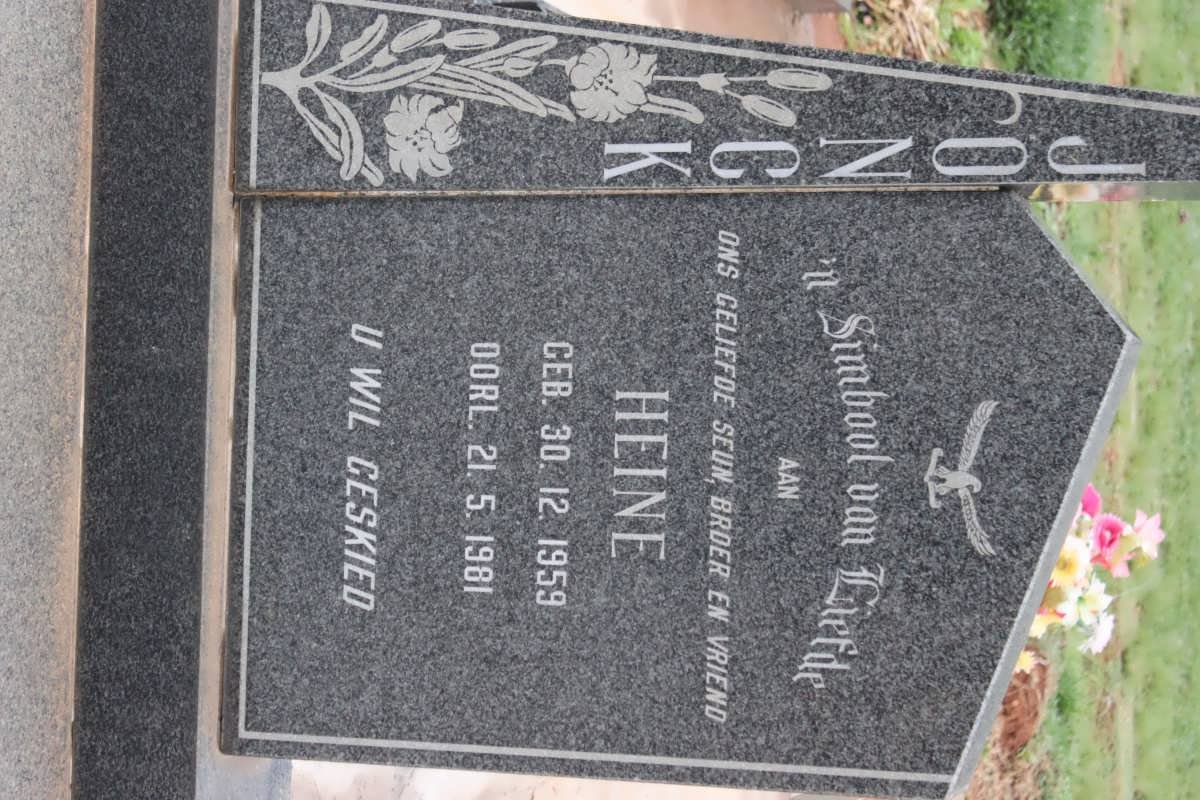 JONCK
'n Simbool van Liefde
AAN
ONS GELIEFDE SEUN, BROER EN VRIEND
HEINE
GEB. 30. 12. 1959
OORL. 21. 5. 1981
U WIL GESKIED